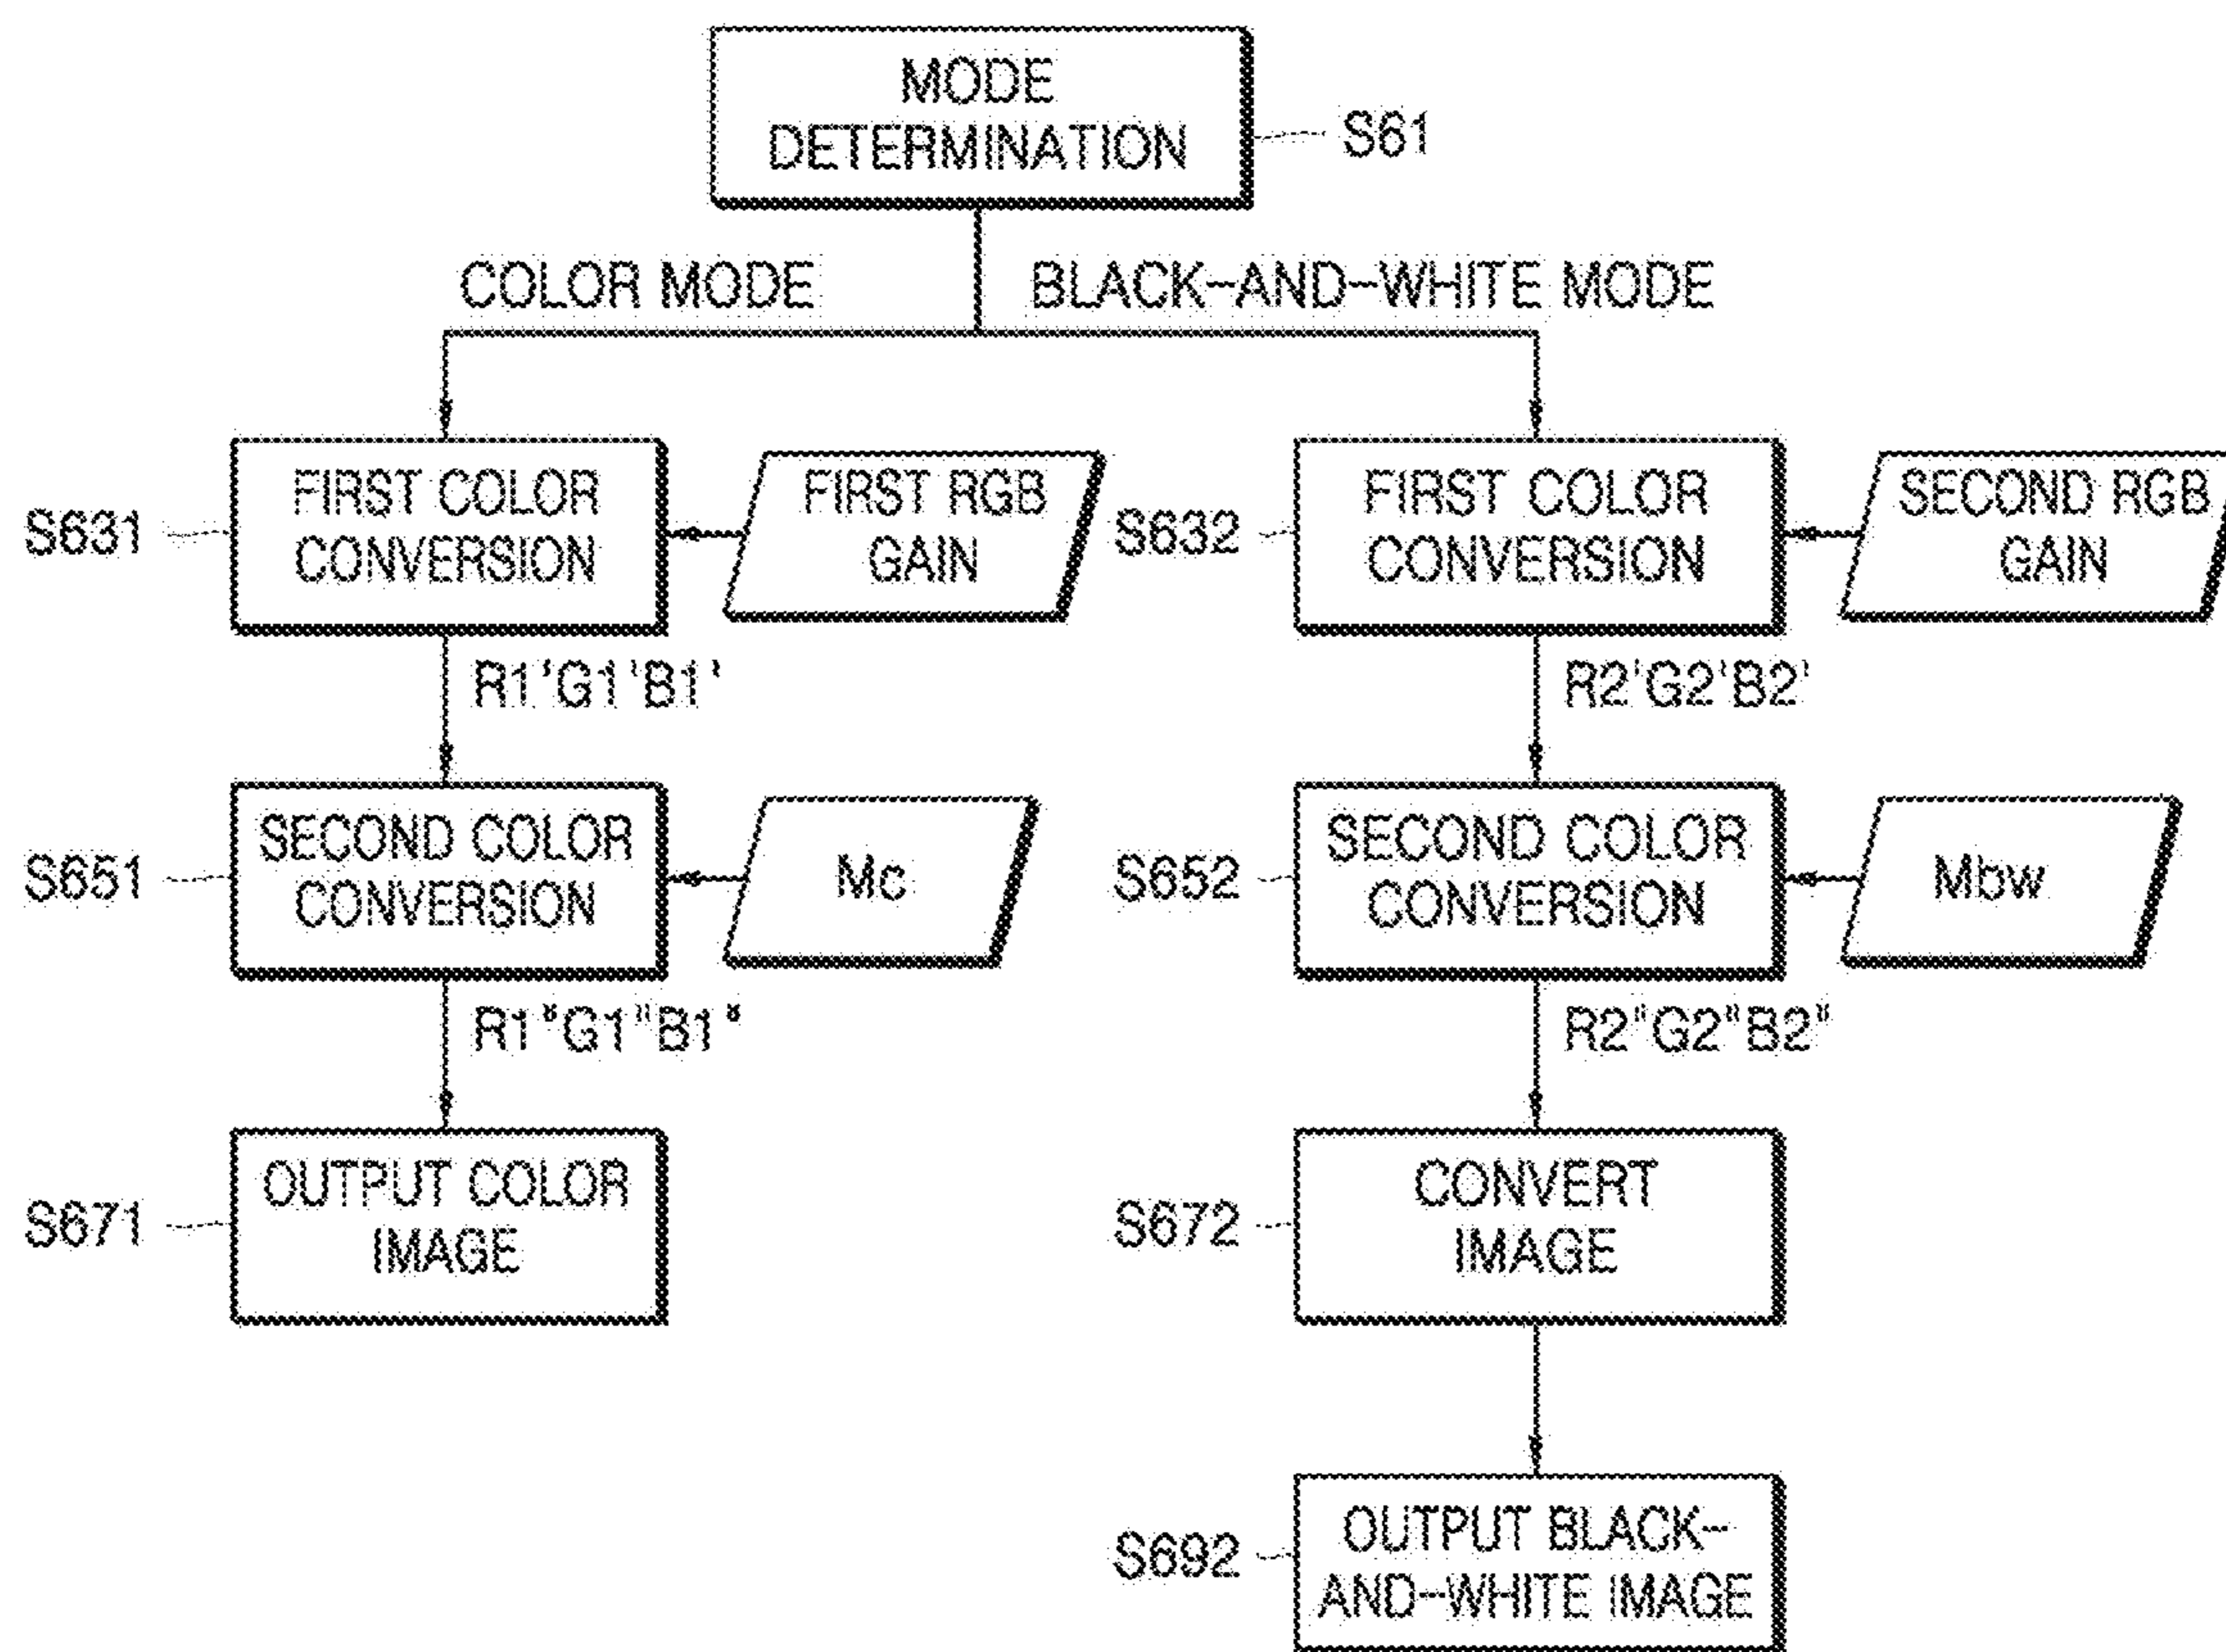 MODE
DETERMINATION
S61
COLOR MODE
BLACK-AND-WHITE MODE
S631
FIRST COLOR
CONVERSION
FIRST RGB
GAIN
S632
FIRST COLOR
CONVERSION
SECOND RGB
GAIN
R1'G1'B1'
R2'G2'B2'
S651
SECOND COLOR
CONVERSION
Mc
S652
SECOND COLOR
CONVERSION
Mbw
R1"G1"B1"
R2"G2"B2"
S671
OUTPUT COLOR
IMAGE
S672
CONVERT
IMAGE
S692
OUTPUT BLACK-
AND-WHITE IMAGE